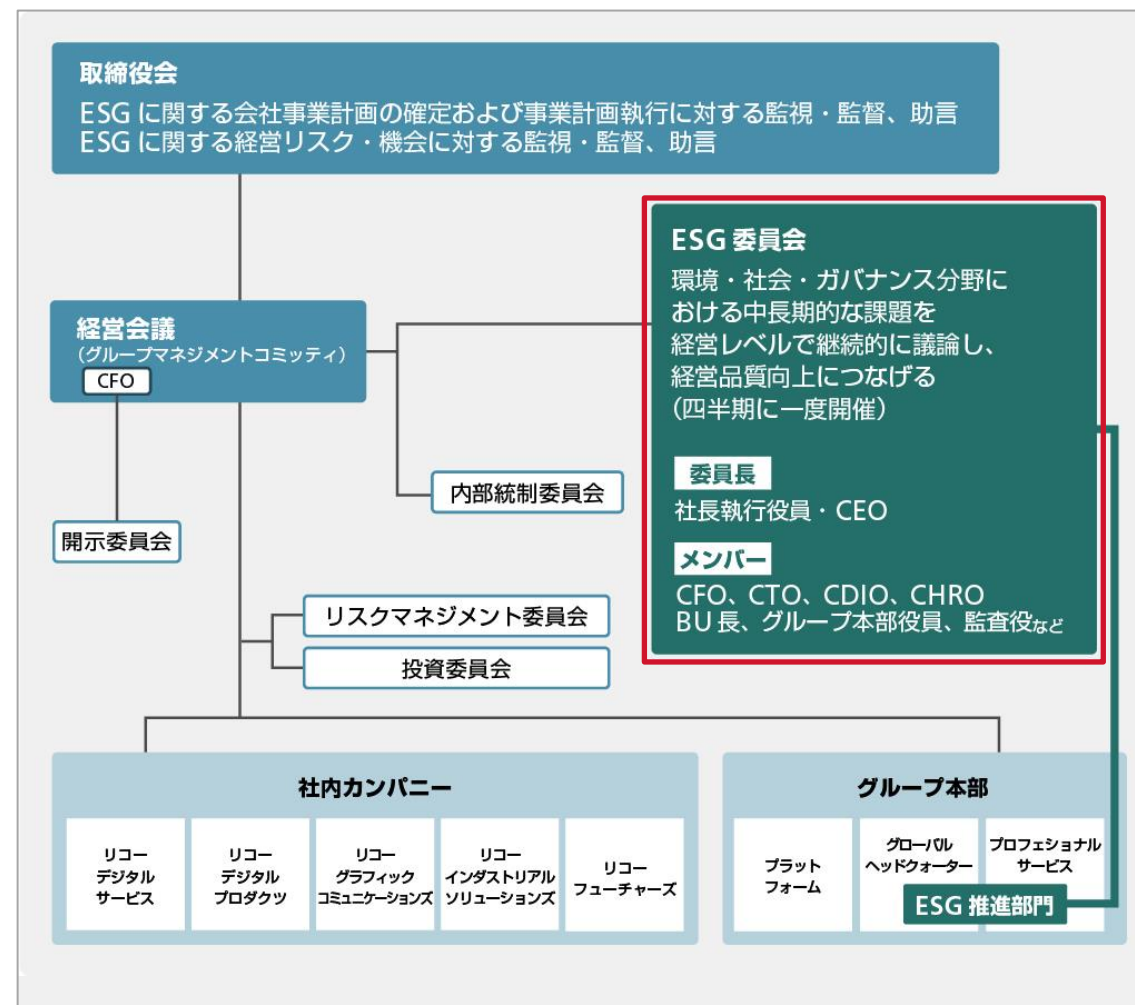 取締役会
ESG に関する会社事業計画の確定および事業計画執行に対する監視・監督、助言
ESG に関する経営リスク・機会に対する監視・監督、助言
ESG 委員会
環境・社会・ガバナンス分野に
おける中長期的な課題を
経営レベルで継続的に議論し、
経営品質向上につなげる
（四半期に一度開催）
委員長
社長執行役員・CEO
メンバー
CFO、CTO、CDIO、CHRO
BU 長、グループ本部役員、監査役など
経営会議
（グループマネジメントコミッティ）
CFO
内部統制委員会
開示委員会
リスクマネジメント委員会
投資委員会
社内カンパニー
リコー
デジタル
サービス
リコー
デジタル
プロダクツ
リコー
グラフィック
コミュニケーションズ
リコー
インダストリアル
ソリューションズ
リコー
フューチャーズ
グループ本部
プラット
フォーム
グローバル
ヘッドクォーター
プロフェショナル
サービス
ESG 推進部門